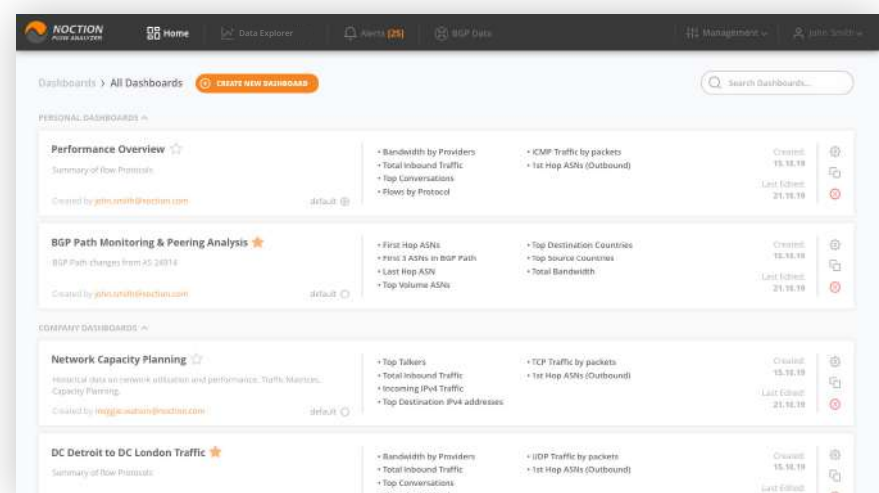 NOCTION
FLOW ANALYZER
Home
Data Explorer
Alerts (25)
BGP Data
Management
John Smith
Dashboards > All Dashboards
CREATE NEW DASHBOARD
Search Dashboards...
PERSONAL DASHBOARDS
Performance Overview
Summary of flow Protocols
Created by john.smith@noction.com
default
• Bandwidth by Providers
• Total Inbound Traffic
• Top Conversations
• Flows by Protocol
• ICMP Traffic by packets
• 1st Hop ASNs (Outbound)
Created:
15.10.19
Last Edited:
21.10.19
BGP Path Monitoring & Peering Analysis
BGP Path changes from AS
Created by john.smith@noction.com
default
• First Hop ASNs
• First 3 ASNs in BGP Path
• Last Hop ASN
• Top Volume ASNs
• Top Destination Countries
• Top Source Countries
• Total Bandwidth
Created:
Last Edited:
21.10.19
COMPANY DASHBOARDS
Network Capacity Planning
Historical data on network utilization and performance. Traffic Matrices,
Capacity Planning.
Created by
default
• Top Talkers
• Total Inbound Traffic
• Incoming IPv4 Traffic
• Top Destination IPv4 addresses
• TCP Traffic by packets
• 1st Hop ASNs (Outbound)
Created:
15.10.19
Last Edited:
21.10.19
DC Detroit to DC London Traffic
Summary of flow Protocols
• Bandwidth by Providers
• Total Inbound Traffic
• Top Conversations
• UDP Traffic by packets
• 1st Hop ASNs (Outbound)
Created:
15.10.19
Last Edited: